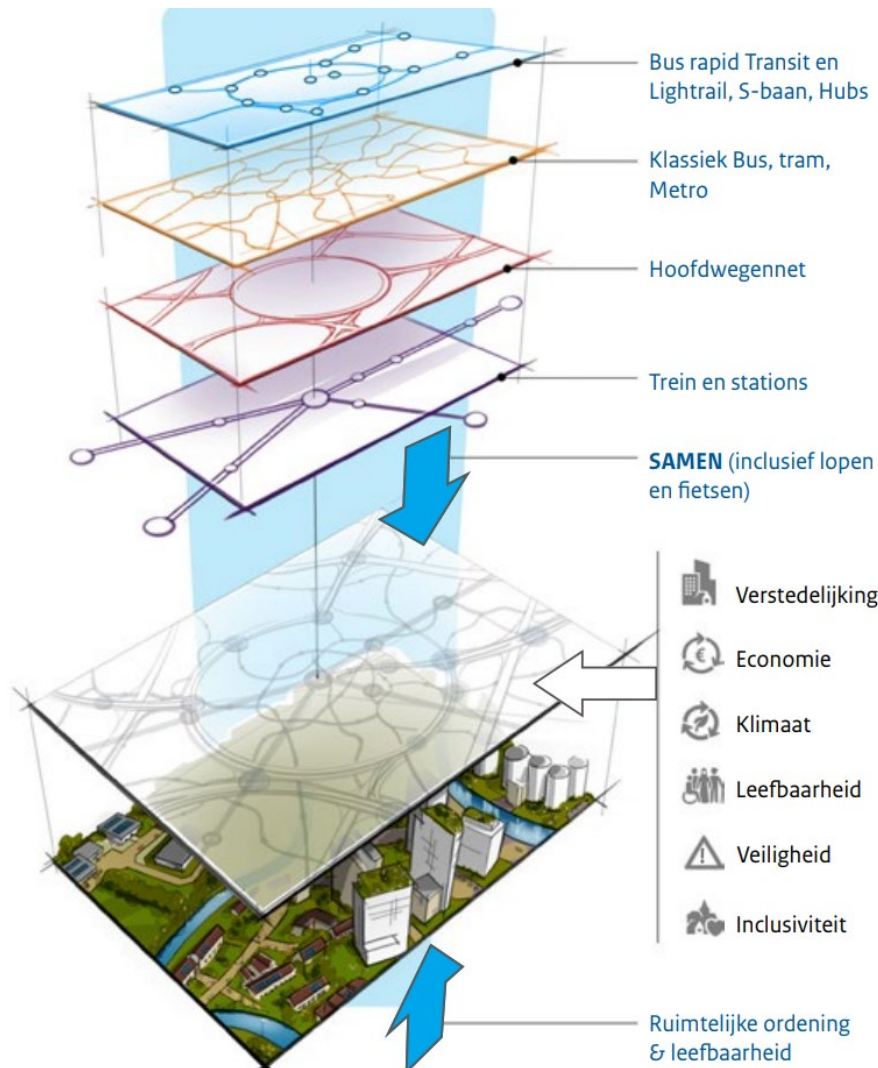 Bus rapid Transit en
Lightrail, S-baan, Hubs
Klassiek Bus, tram,
Metro
Hoofdwegennet
Trein en stations
SAMEN (inclusief lopen
en fietsen)
Verstedelijking
€
Economie
Klimaat
Leefbaarheid
Veiligheid
Inclusiviteit
Ruimtelijke ordening
& leefbaarheid